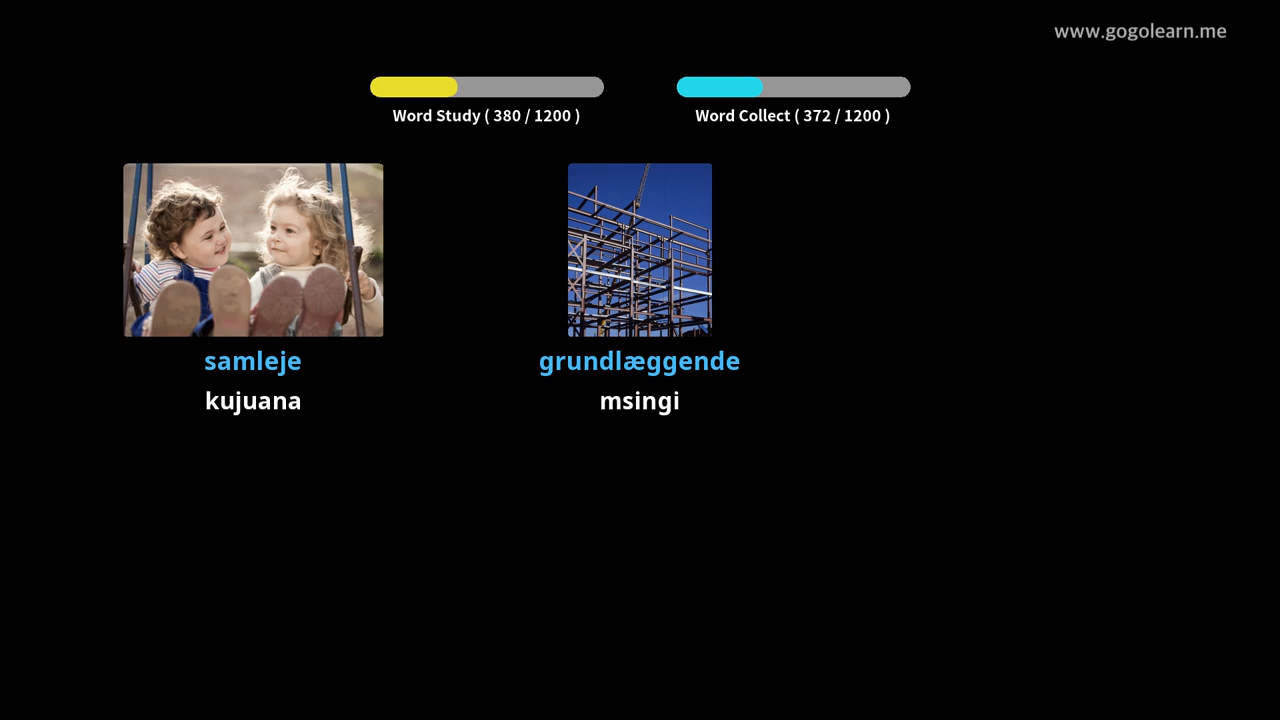 www.gogolearn.me
Word Study ( 380 / 1200 )
Word Collect ( 372 / 1200 )
samleje
kujuana
grundlæggende
msingi